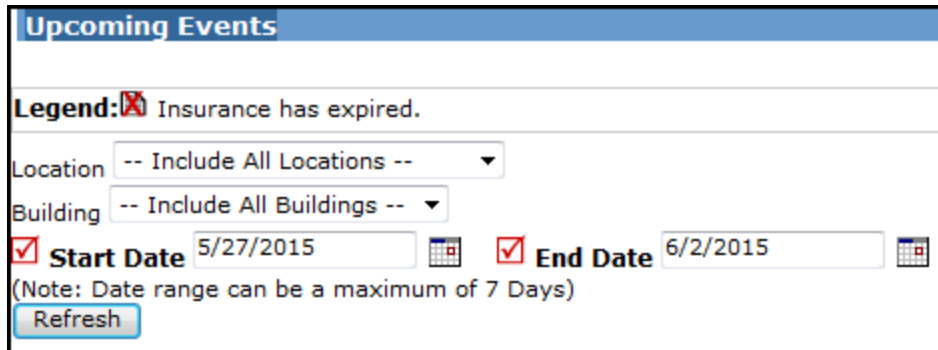 Upcoming Events
Legend: Insurance has expired.
Location -- Include All Locations --
Building -- Include All Buildings --
Start Date 5/27/2015 End Date 6/2/2015
(Note: Date range can be a maximum of 7 Days)
Refresh